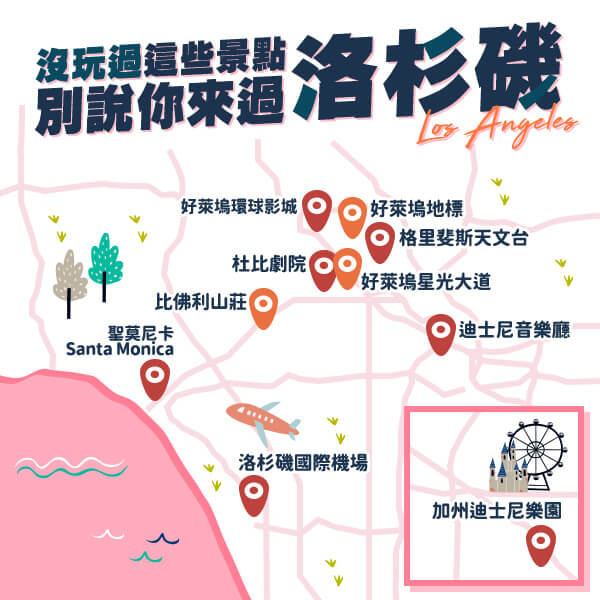 沒玩過這些景點
別說你來過
洛杉磯
Los Angeles
好萊塢環球影城
好萊塢地標
格里斐斯天文台
杜比劇院
好萊塢星光大道
比佛利山莊
聖莫尼卡
Santa Monica
迪士尼音樂廳
洛杉磯國際機場
加州迪士尼樂園